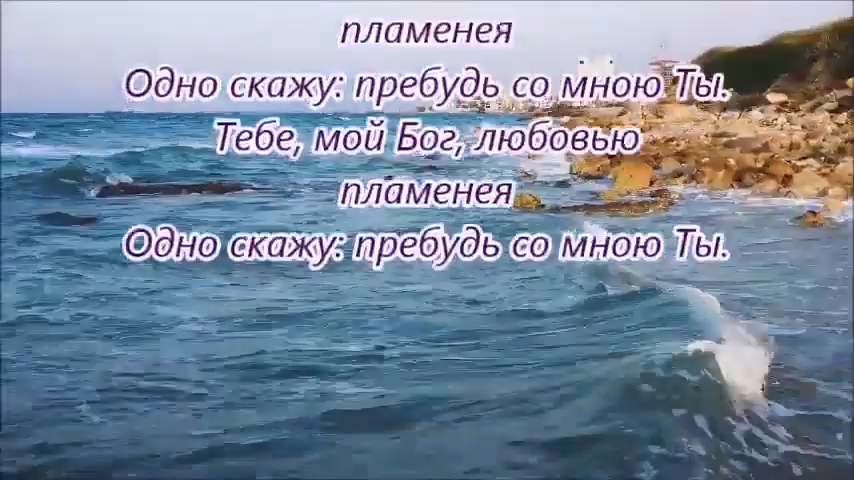 пламенея
Одно скажу: пребудь со мною Ты.
Тебе, мой Бог, любовью
пламенея
Одно скажу: пребудь со мною Ты.